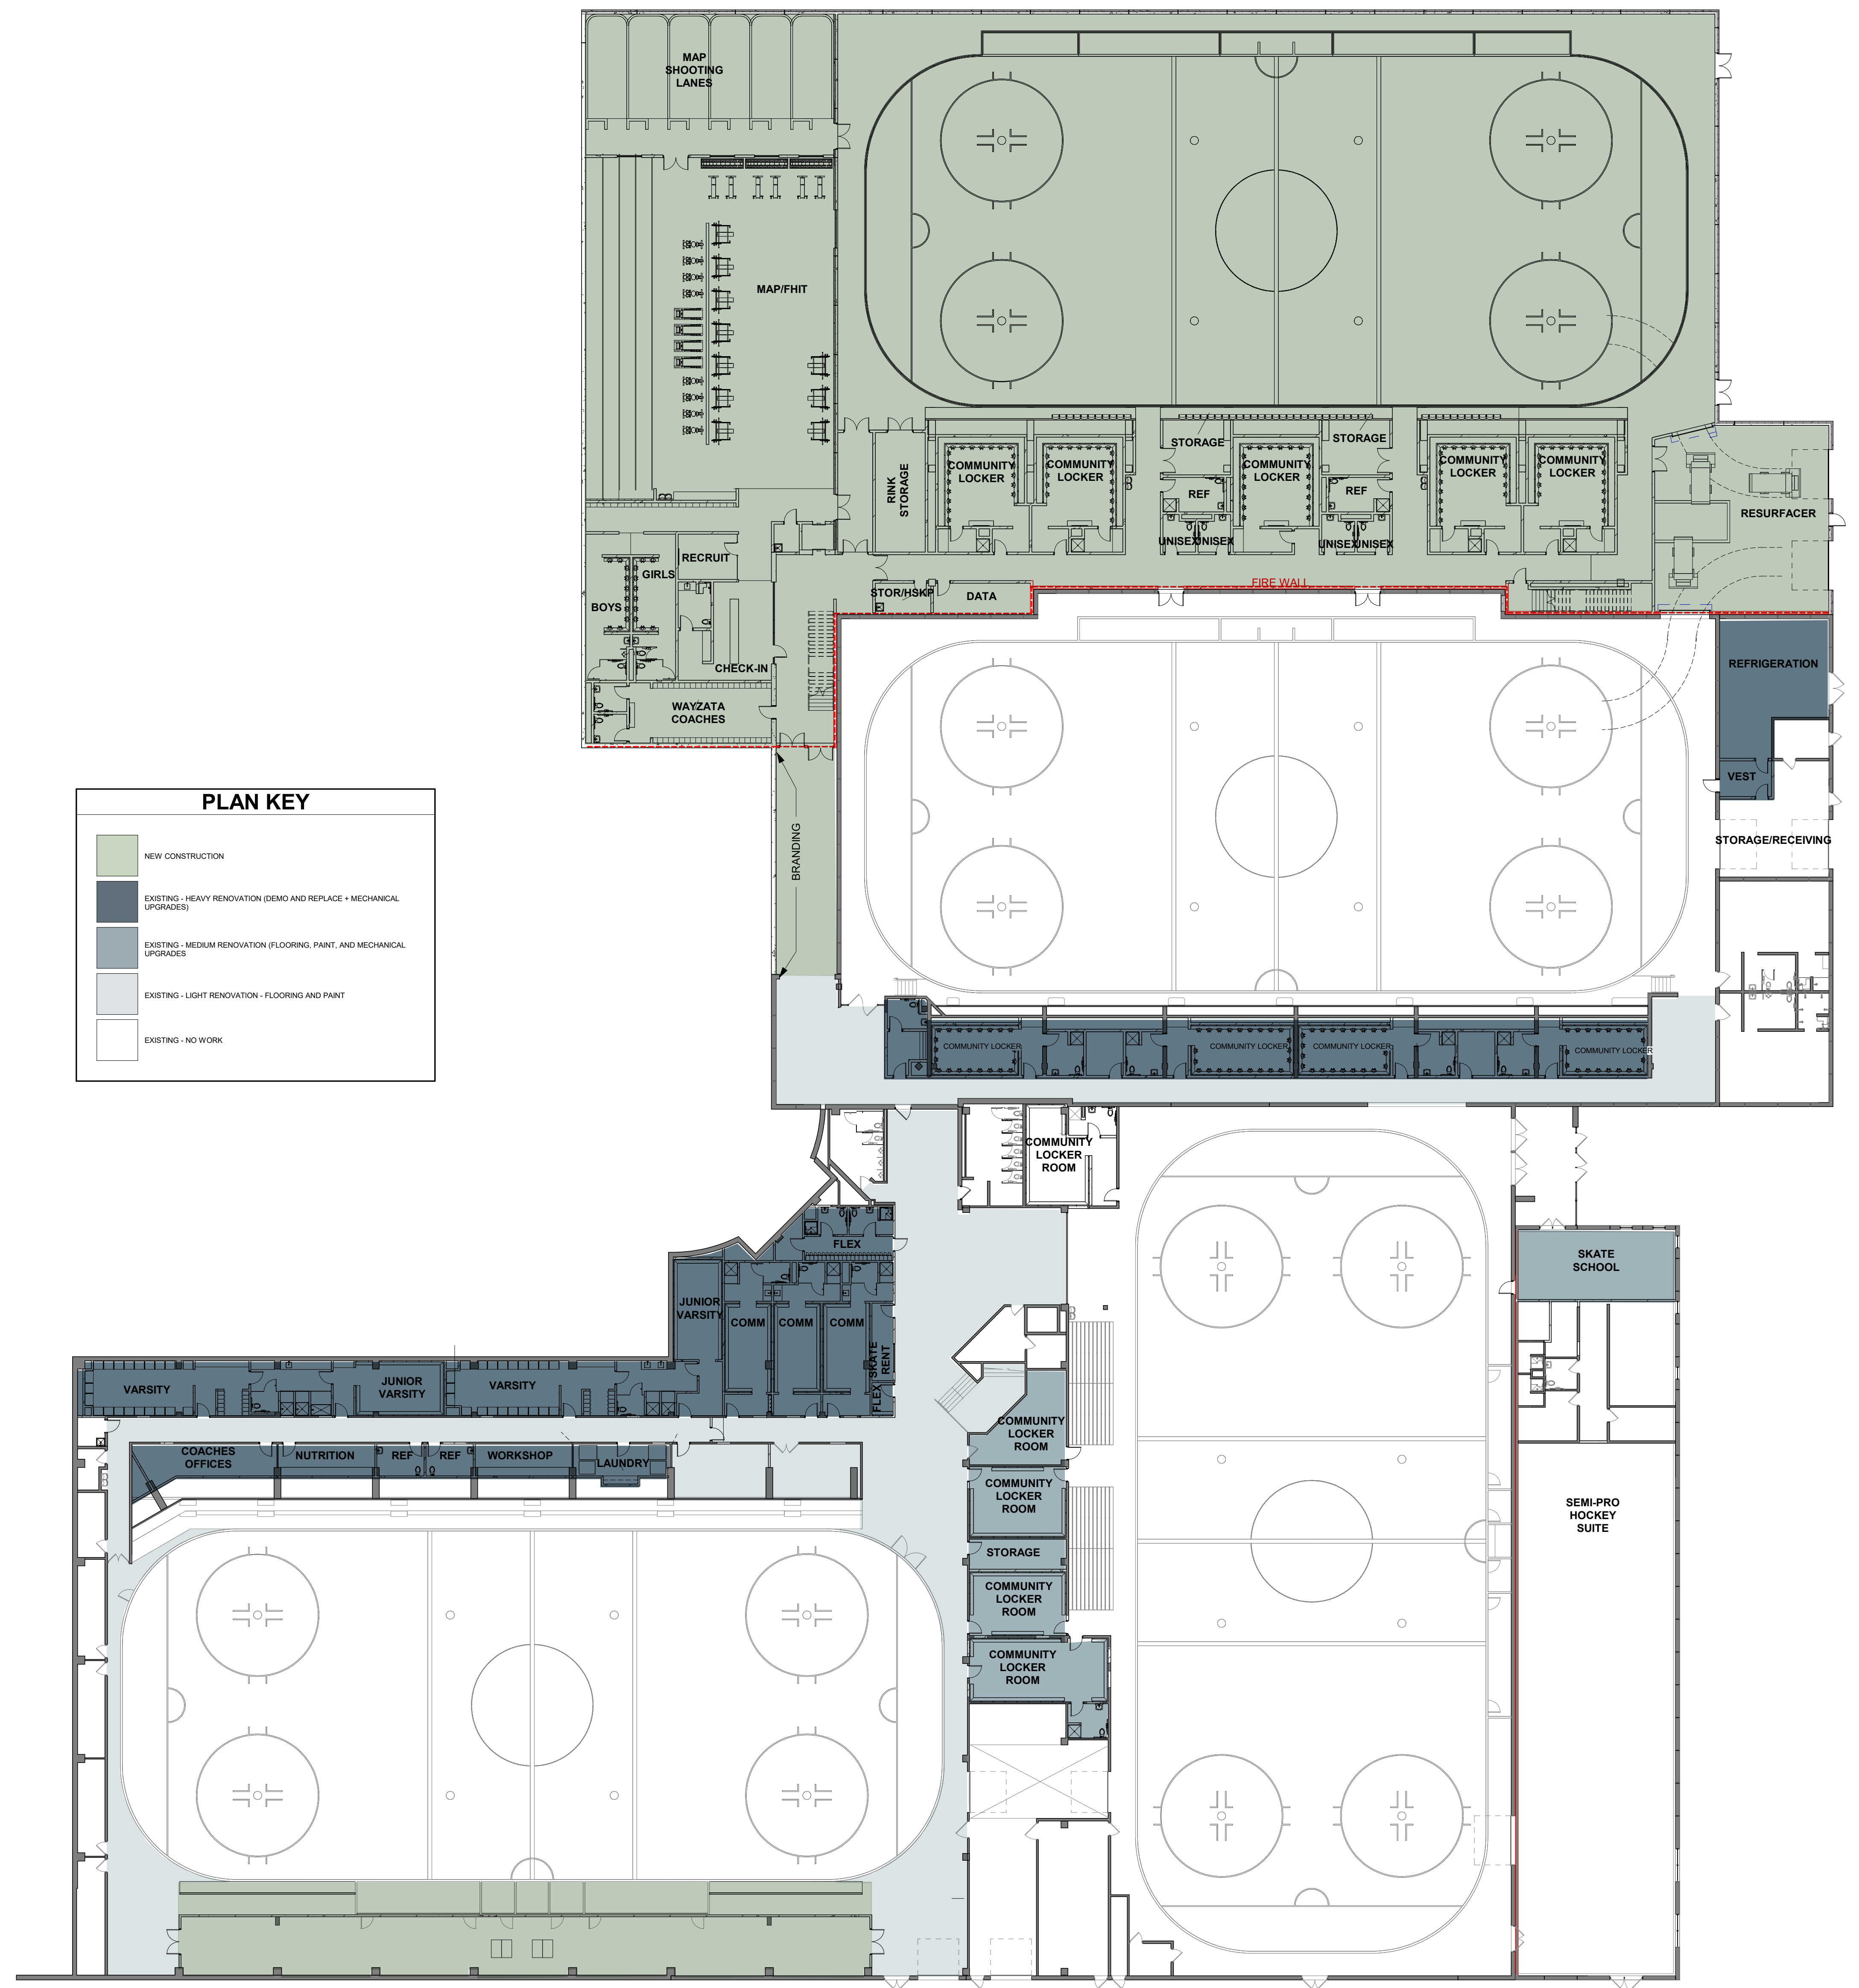 MAP
SHOOTING
LANES
MAP/FHIT
STORAGE
STORAGE
COMMUNITY
LOCKER
COMMUNITY
LOCKER
COMMUNITY
LOCKER
COMMUNITY
LOCKER
COMMUNITY
LOCKER
RINK
STORAGE
REF
REF
RESURFACER
UNISEX
UNISEX
UNISEX
UNISEX
RECRUIT
GIRLS
BOYS
FIRE WALL
STOR/HSKP
DATA
CHECK-IN
WAYZATA
COACHES
REFRIGERATION
VEST
STORAGE/RECEIVING
BRANDING
PLAN KEY
NEW CONSTRUCTION
EXISTING - HEAVY RENOVATION (DEMO AND REPLACE + MECHANICAL
UPGRADES)
EXISTING - MEDIUM RENOVATION (FLOORING, PAINT, AND MECHANICAL
UPGRADES
EXISTING - LIGHT RENOVATION - FLOORING AND PAINT
EXISTING - NO WORK
COMMUNITY LOCKER
COMMUNITY LOCKER
COMMUNITY LOCKER
COMMUNITY LOCKER
COMMUNITY
LOCKER
ROOM
FLEX
SKATE
SCHOOL
JUNIOR
VARSITY
COMM
COMM
COMM
SKATE
RENT
FLEX
VARSITY
JUNIOR
VARSITY
VARSITY
COMMUNITY
LOCKER
ROOM
COACHES
OFFICES
NUTRITION
REF
REF
WORKSHOP
LAUNDRY
COMMUNITY
LOCKER
ROOM
SEMI-PRO
HOCKEY
SUITE
STORAGE
COMMUNITY
LOCKER
ROOM
COMMUNITY
LOCKER
ROOM